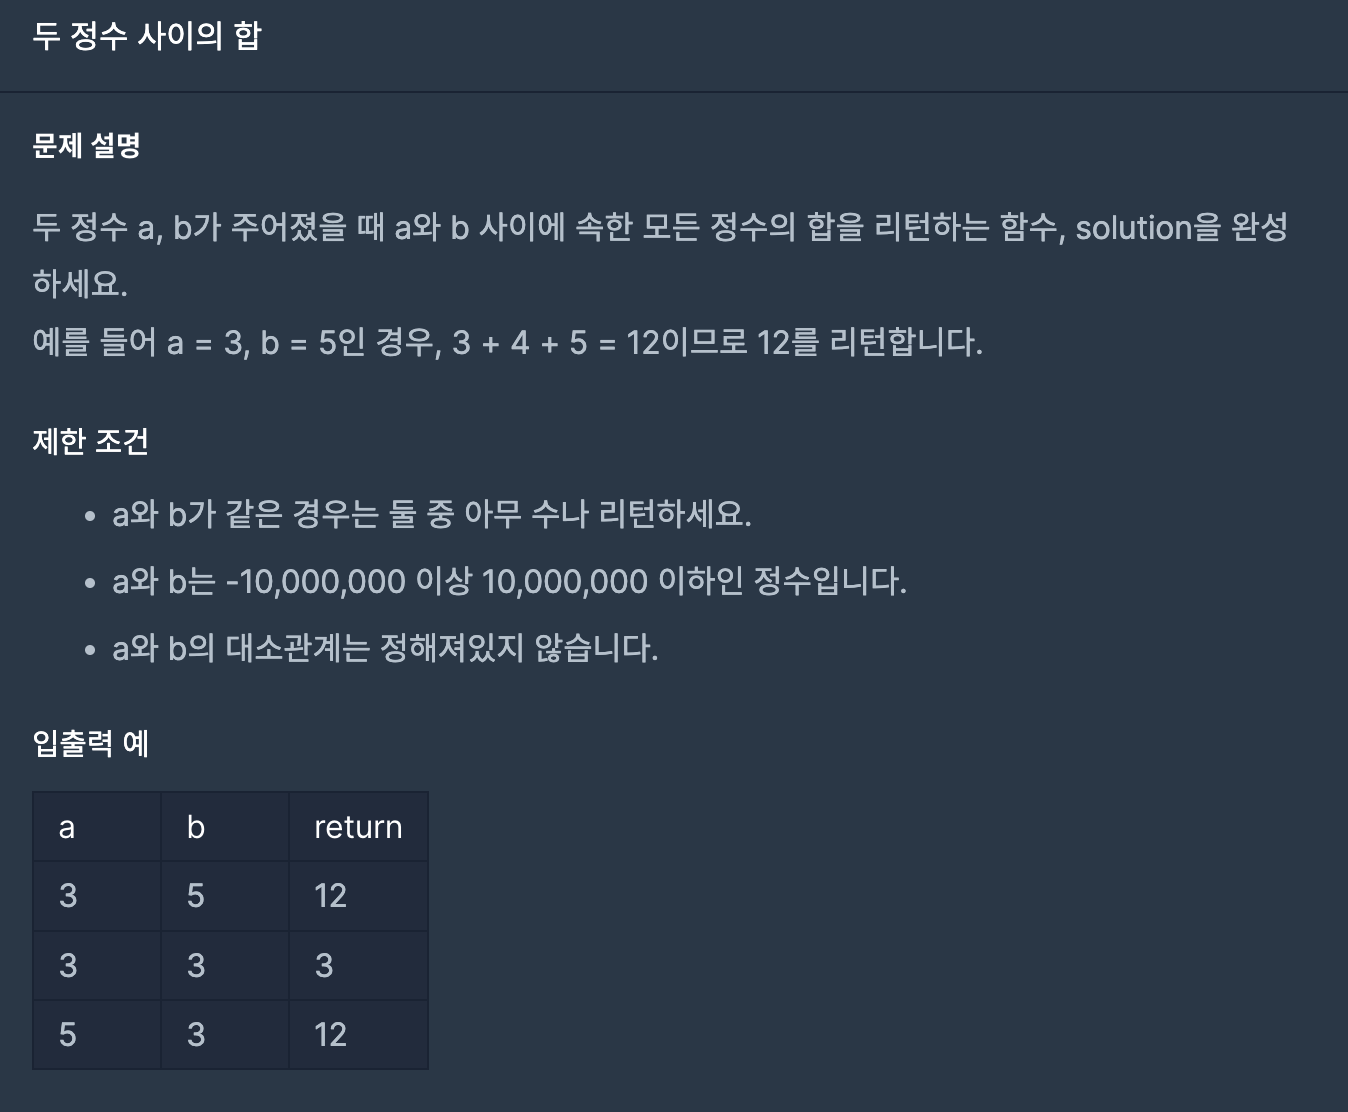 두 정수 사이의 합
문제 설명
두 정수 a, b가 주어졌을 때 a와 b 사이에 속한 모든 정수의 합을 리턴하는 함수, solution을 완성
하세요.
예를 들어 a = 3, b = 5인 경우, 3 + 4 + 5 = 12이므로 12를 리턴합니다.
제한 조건
• a와 b가 같은 경우는 둘 중 아무 수나 리턴하세요.
• a와 b는 -10,000,000 이상 10,000,000 이하인 정수입니다.
• a와 b의 대소관계는 정해져있지 않습니다.
입출력 예
a b return
3 5 12
3 3 3
5 3 12